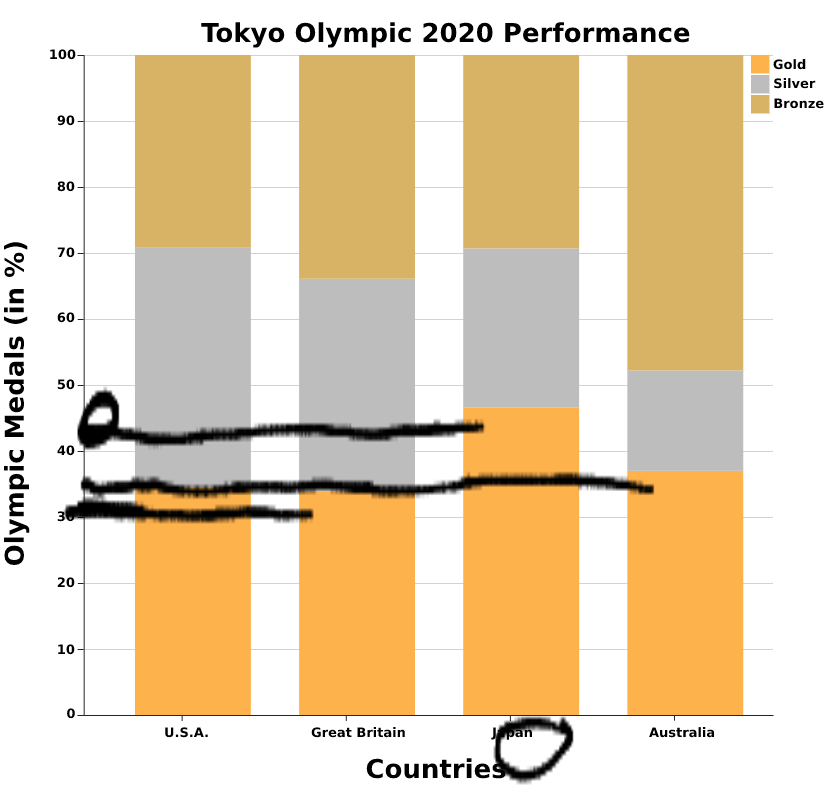 Tokyo Olympic 2020 Performance
100
Gold
Silver
Bronze
90
80
70
60
50
40
30
20
10
0
Olympic Medals (in %)
U.S.A. Great Britain Japan Australia
Countries